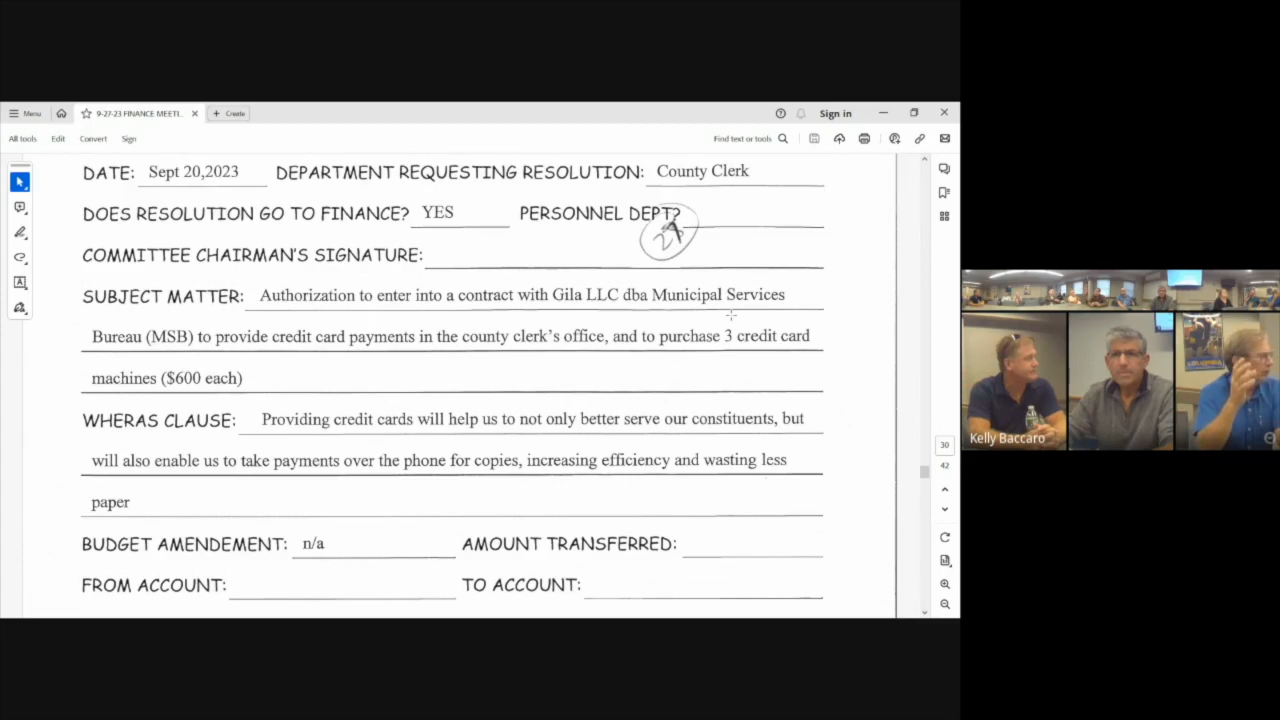 Menu
9-27-23 FINANCE MEETI...
Create
Sign in
All tools
Edit
Convert
Sign
Find text or tools
DATE: Sept 20,2023 DEPARTMENT REQUESTING RESOLUTION: County Clerk
DOES RESOLUTION GO TO FINANCE? YES PERSONNEL DEPT?
COMMITTEE CHAIRMAN'S SIGNATURE:
SUBJECT MATTER: Authorization to enter into a contract with Gila LLC dba Municipal Services
Bureau (MSB) to provide credit card payments in the county clerk's office, and to purchase 3 credit card
machines ($600 each)
WHERAS CLAUSE: Providing credit cards will help us to not only better serve our constituents, but
will also enable us to take payments over the phone for copies, increasing efficiency and wasting less
paper
BUDGET AMENDEMENT: n/a AMOUNT TRANSFERRED:
FROM ACCOUNT: TO ACCOUNT:
30
42
Kelly Baccaro